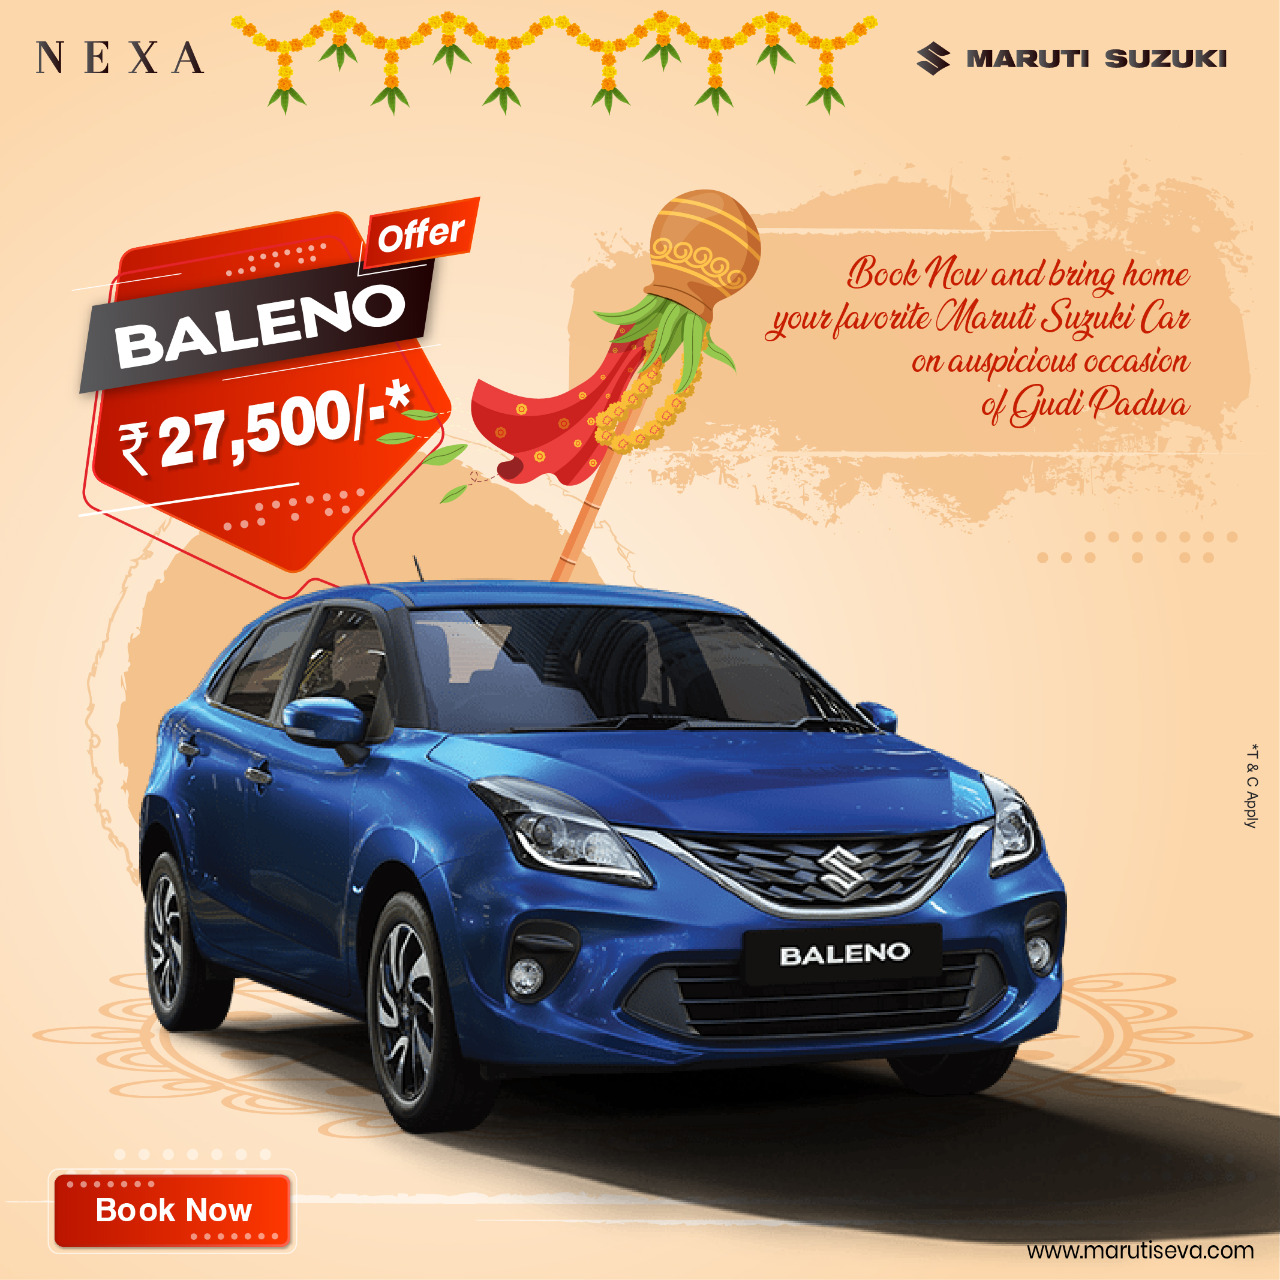 NEXA
MARUTI SUZUKI
Offer
BALENO
₹ 27,500/-*
Book Now and bring home
your favorite Maruti Suzuki Car
on auspicious occasion
of Gudi Padwa
*T & C Apply
BALENO
Book Now
www.marutiseva.com